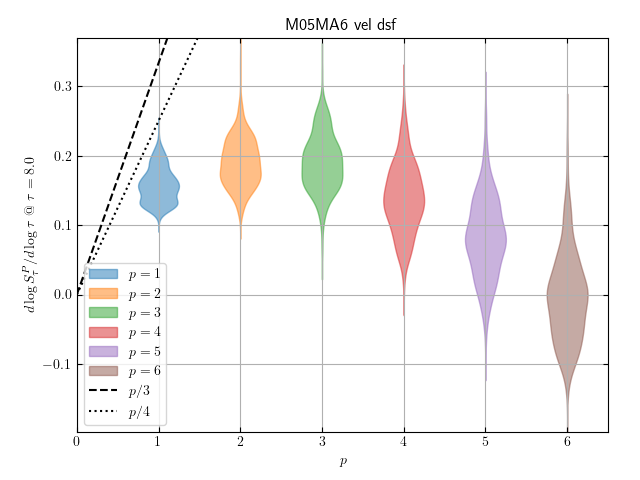 M05MA6 vel dsf
d log S_τ^P / d log τ @ τ = 8.0
0.3
0.2
0.1
0.0
−0.1
p = 1
p = 2
p = 3
p = 4
p = 5
p = 6
p/3
p/4
0 1 2 3 4 5 6
p